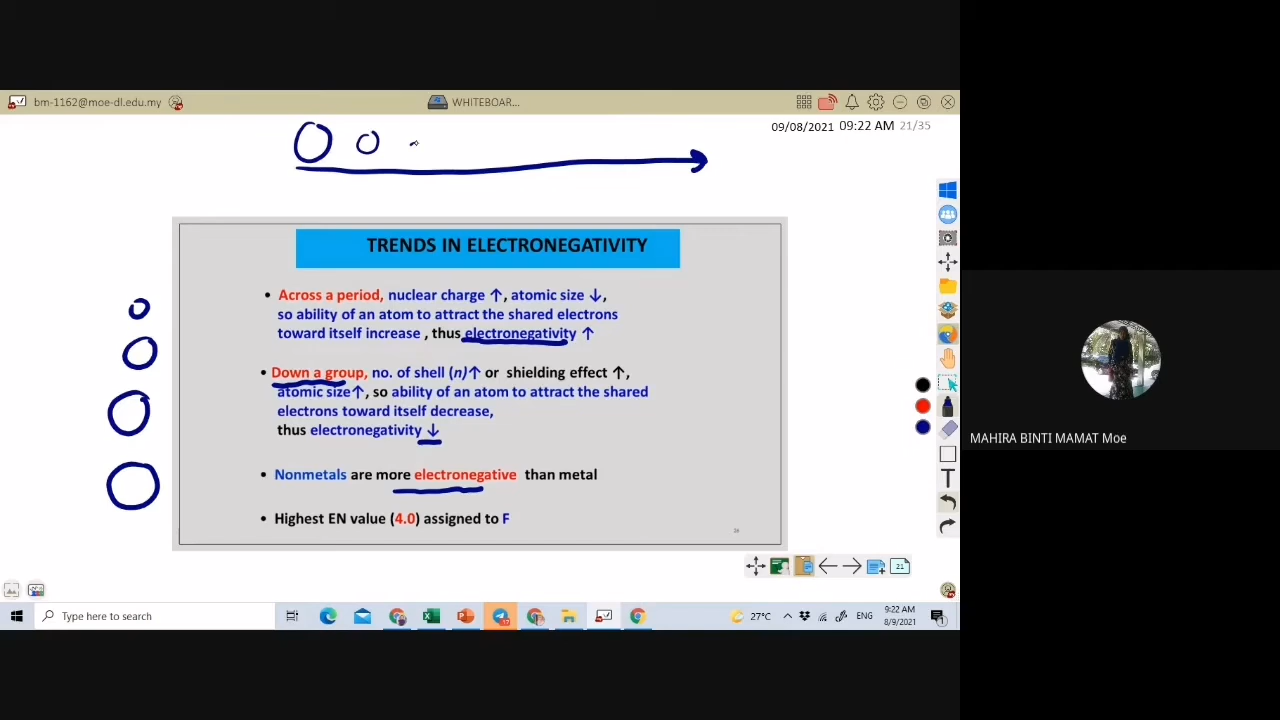 bm-1162@moe-dl.edu.my
WHITEBOAR...
09/08/2021 09:22 AM 21/35
TRENDS IN ELECTRONEGATIVITY
• Across a period, nuclear charge ↑, atomic size ↓,
so ability of an atom to attract the shared electrons
toward itself increase , thus electronegativity ↑
• Down a group, no. of shell (n)↑ or shielding effect ↑,
atomic size↑, so ability of an atom to attract the shared
electrons toward itself decrease,
thus electronegativity ↓
• Nonmetals are more electronegative than metal
• Highest EN value (4.0) assigned to F
MAHIRA BINTI MAMAT Moe
T
21
Type here to search
27°C
ENG
9:22 AM
8/9/2021